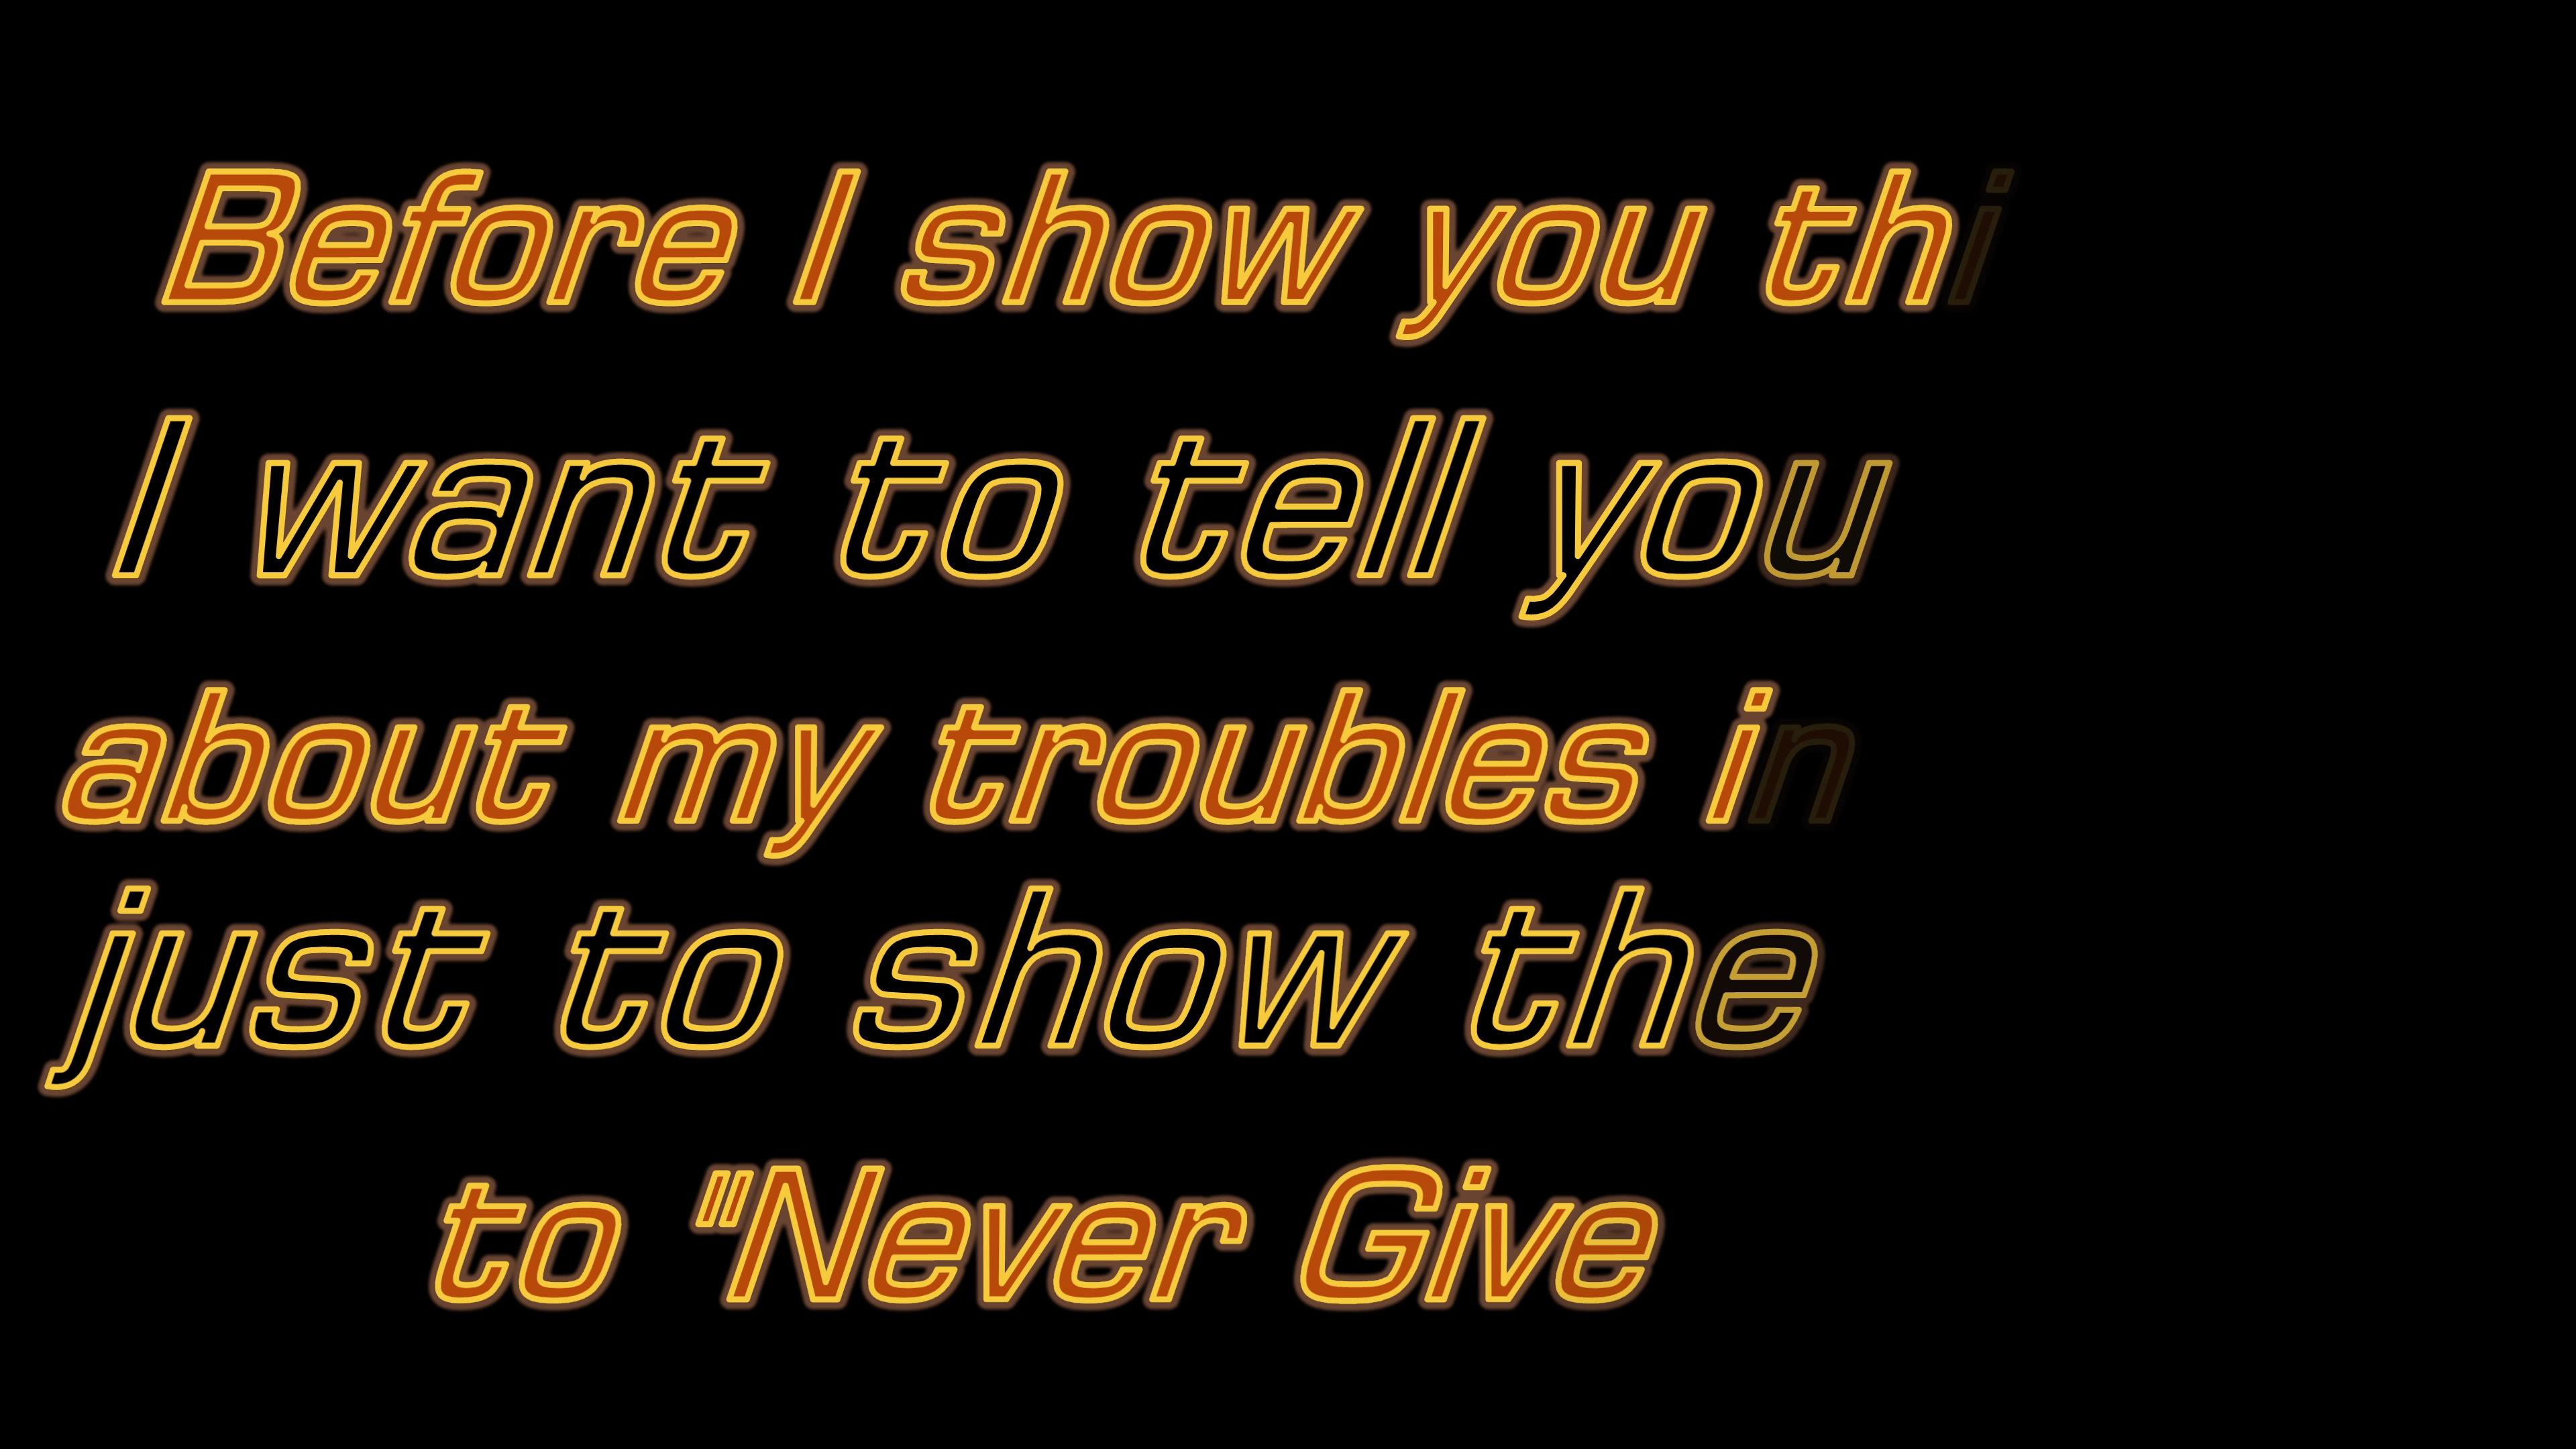 Before I show you thi
I want to tell you
about my troubles in
just to show the
to "Never Give